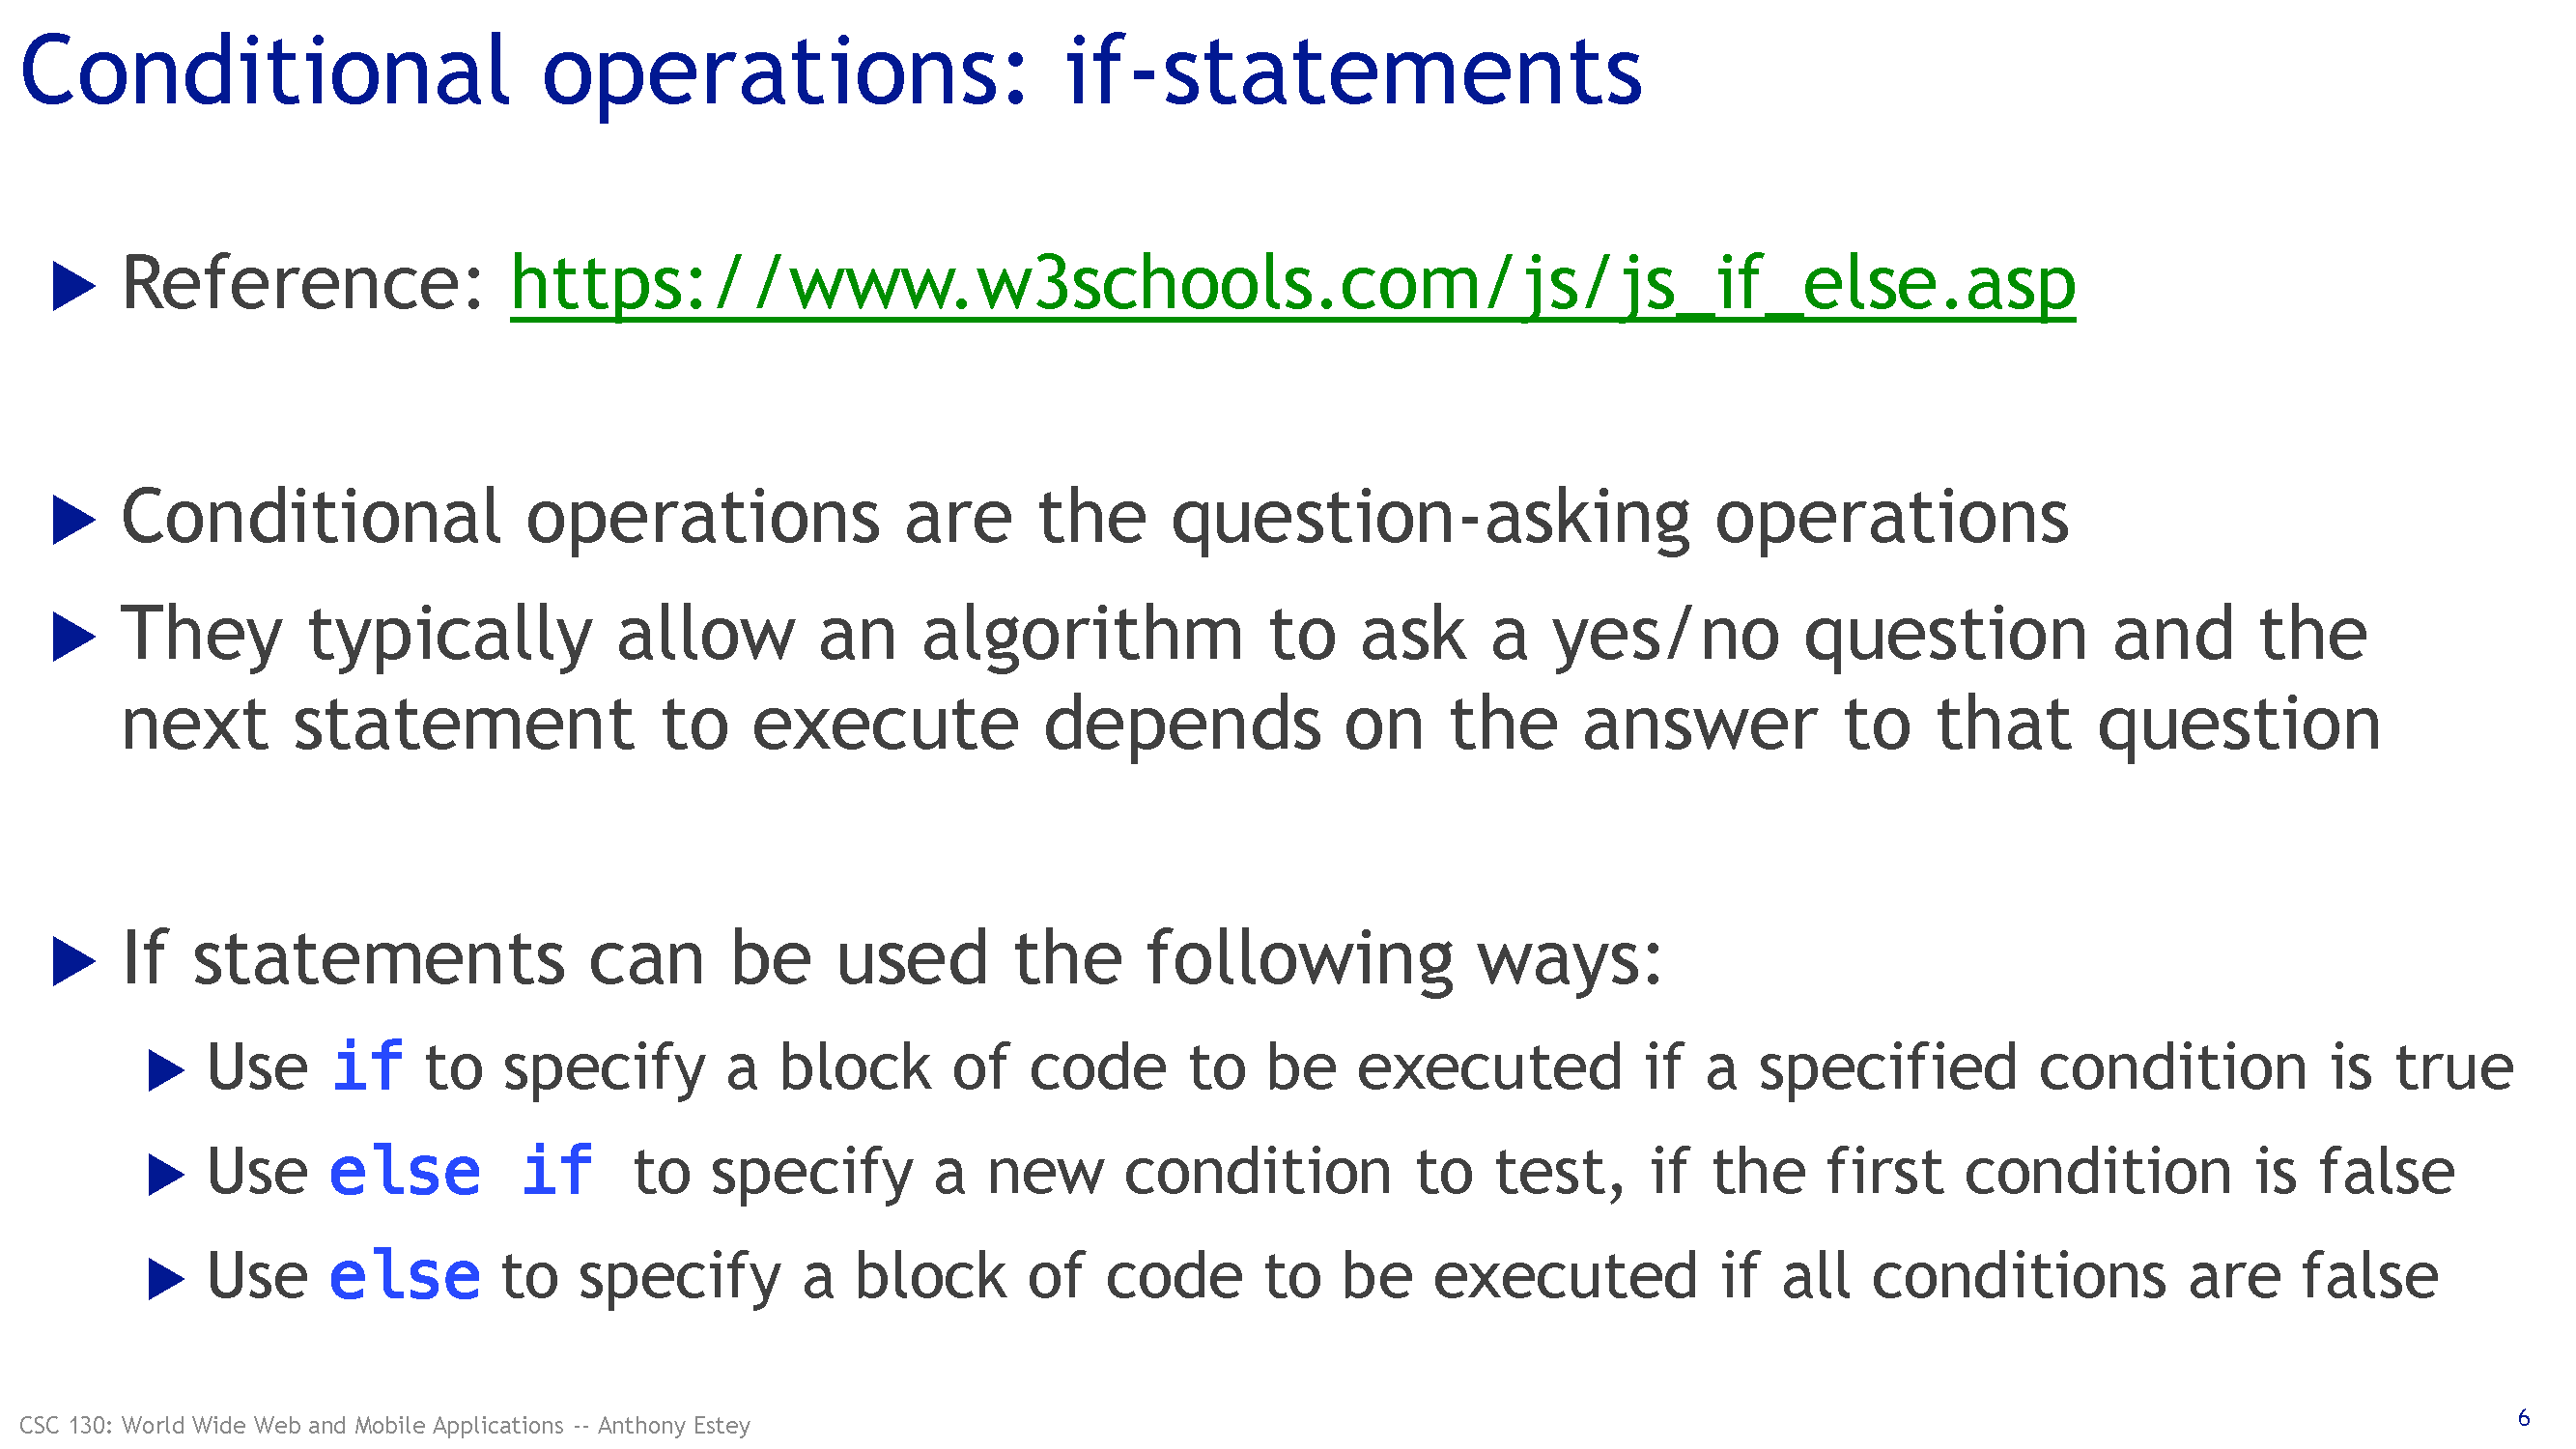 Conditional operations: if-statements
Reference: https://www.w3schools.com/js/js_if_else.asp
Conditional operations are the question-asking operations
They typically allow an algorithm to ask a yes/no question and the
next statement to execute depends on the answer to that question
If statements can be used the following ways:
Use if to specify a block of code to be executed if a specified condition is true
Use else if to specify a new condition to test, if the first condition is false
Use else to specify a block of code to be executed if all conditions are false
CSC 130: World Wide Web and Mobile Applications -- Anthony Estey
6